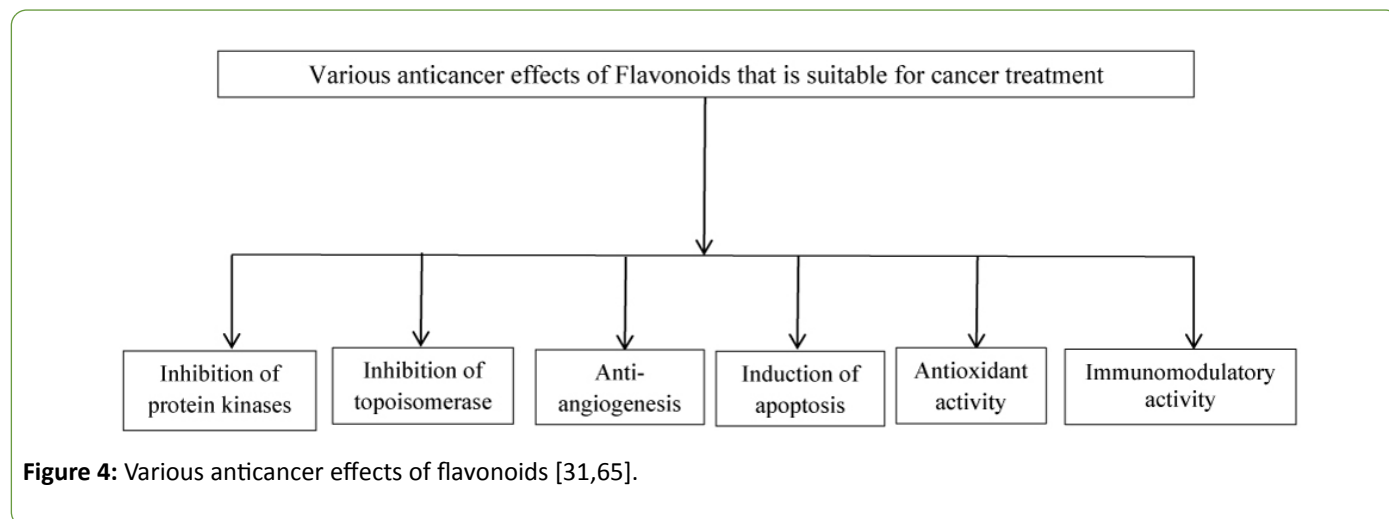 Various anticancer effects of Flavonoids that is suitable for cancer treatment
Inhibition of
protein kinases
Inhibition of
topoisomerase
Anti-
angiogenesis
Induction of
apoptosis
Antioxidant
activity
Immunomodulatory
activity
Figure 4: Various anticancer effects of flavonoids [31,65].